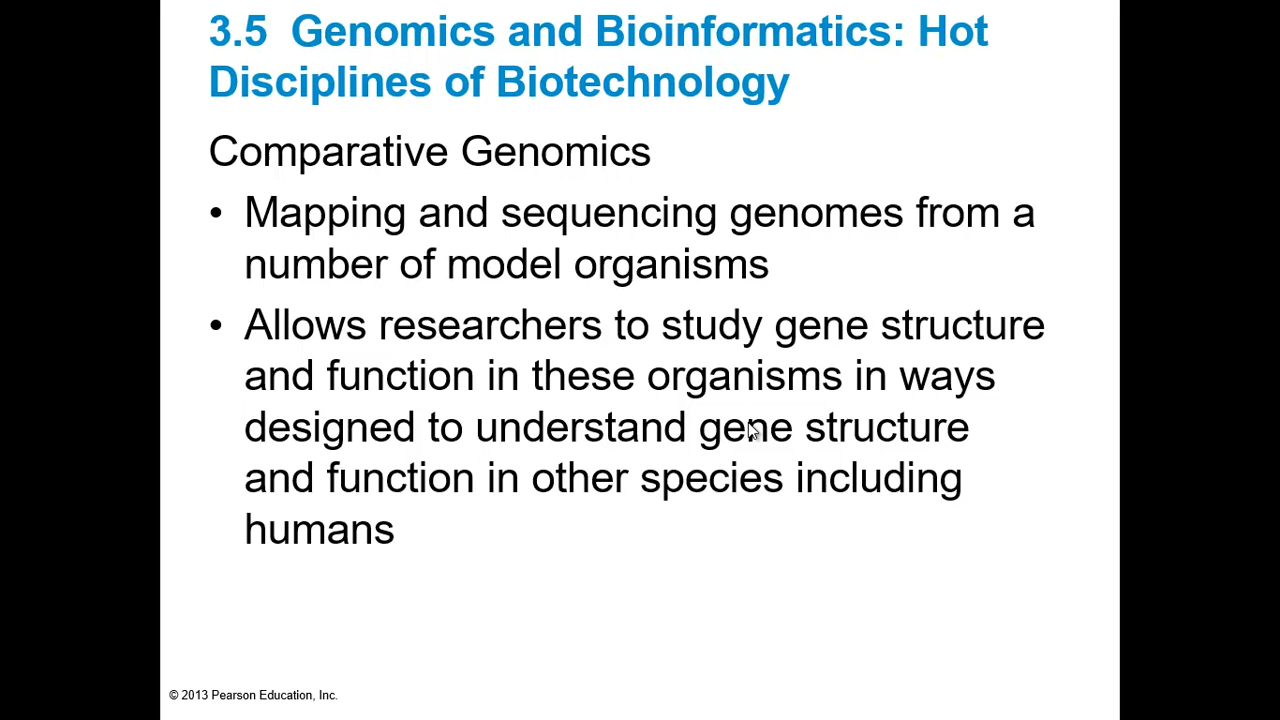 3.5 Genomics and Bioinformatics: Hot
Disciplines of Biotechnology
Comparative Genomics
• Mapping and sequencing genomes from a
number of model organisms
• Allows researchers to study gene structure
and function in these organisms in ways
designed to understand gene structure
and function in other species including
humans
© 2013 Pearson Education, Inc.